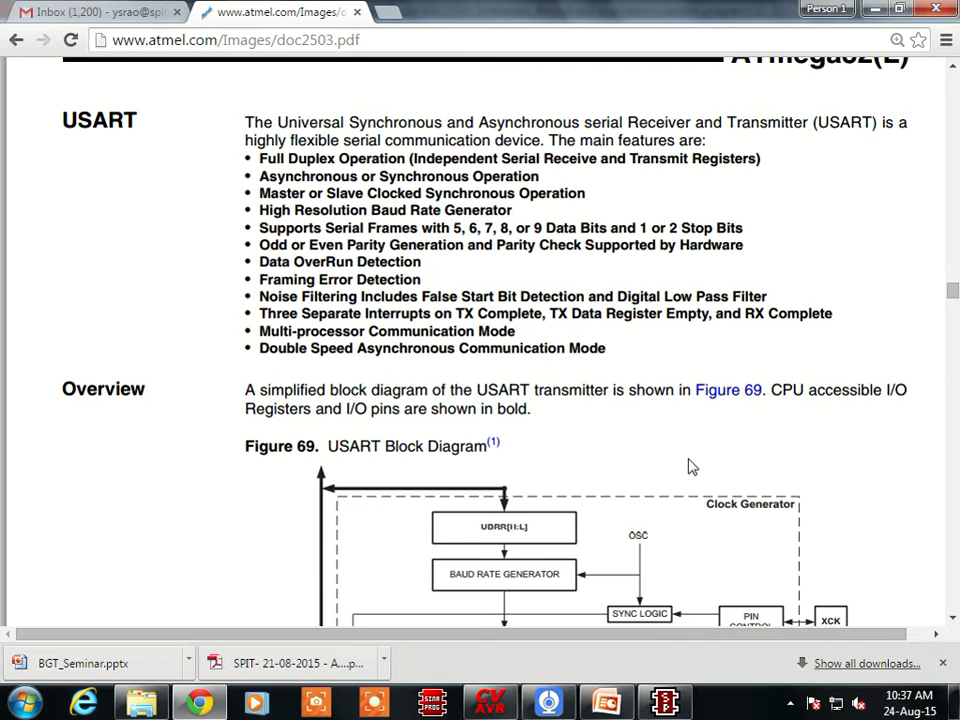 Inbox (1,200) - ysrao@spit
www.atmel.com/Images/d
Person 1
www.atmel.com/Images/doc2503.pdf
ATmega32(L)
USART
The Universal Synchronous and Asynchronous serial Receiver and Transmitter (USART) is a
highly flexible serial communication device. The main features are:
• Full Duplex Operation (Independent Serial Receive and Transmit Registers)
• Asynchronous or Synchronous Operation
• Master or Slave Clocked Synchronous Operation
• High Resolution Baud Rate Generator
• Supports Serial Frames with 5, 6, 7, 8, or 9 Data Bits and 1 or 2 Stop Bits
• Odd or Even Parity Generation and Parity Check Supported by Hardware
• Data OverRun Detection
• Framing Error Detection
• Noise Filtering Includes False Start Bit Detection and Digital Low Pass Filter
• Three Separate Interrupts on TX Complete, TX Data Register Empty, and RX Complete
• Multi-processor Communication Mode
• Double Speed Asynchronous Communication Mode
Overview
A simplified block diagram of the USART transmitter is shown in Figure 69. CPU accessible I/O
Registers and I/O pins are shown in bold.
Figure 69. USART Block Diagram(1)
Clock Generator
UBRR[H:L]
OSC
BAUD RATE GENERATOR
SYNC LOGIC
PIN
CONTROL
XCK
BGT_Seminar.pptx
SPIT- 21-08-2015 - A....p...
Show all downloads...
SINA
PROG
CV
AVR
10:37 AM
24-Aug-15